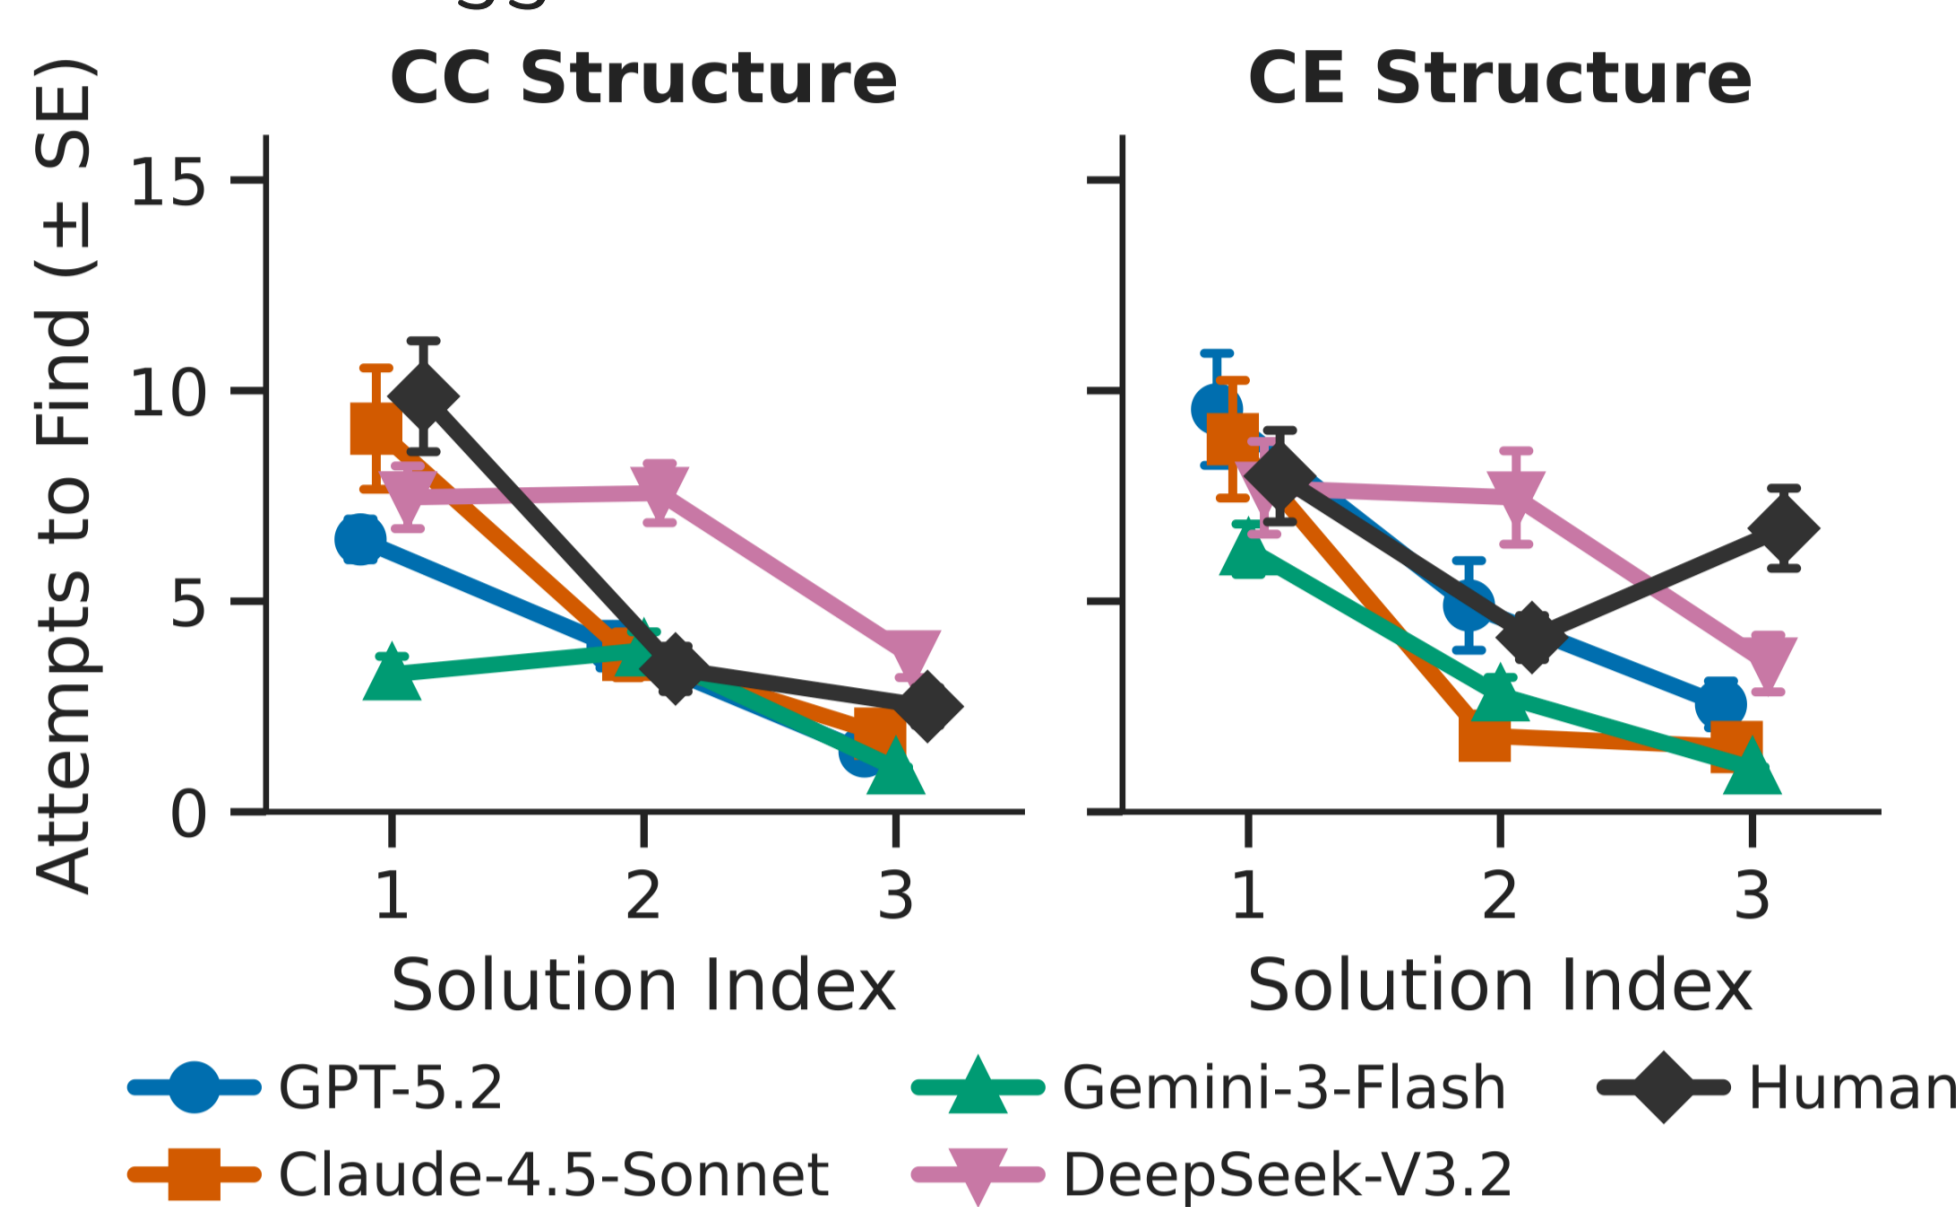 CC Structure
CE Structure
Attempts to Find (± SE)
15
10
5
0
1 2 3
1 2 3
Solution Index
Solution Index
GPT-5.2
Gemini-3-Flash
Human
Claude-4.5-Sonnet
DeepSeek-V3.2